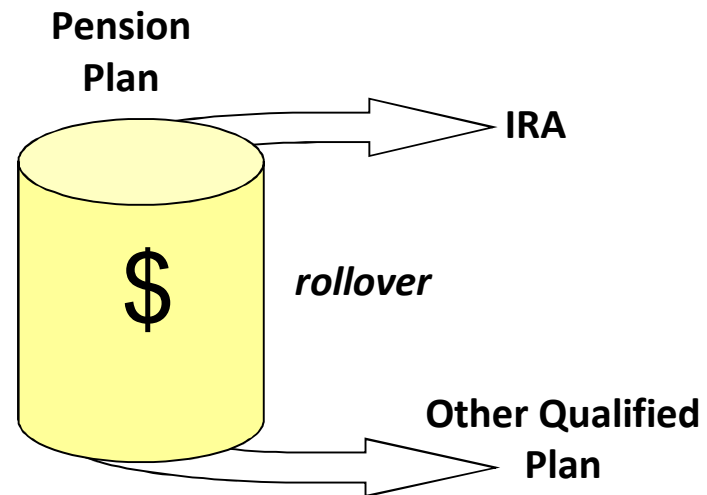 Pension
Plan
IRA
$
rollover
Other Qualified
Plan